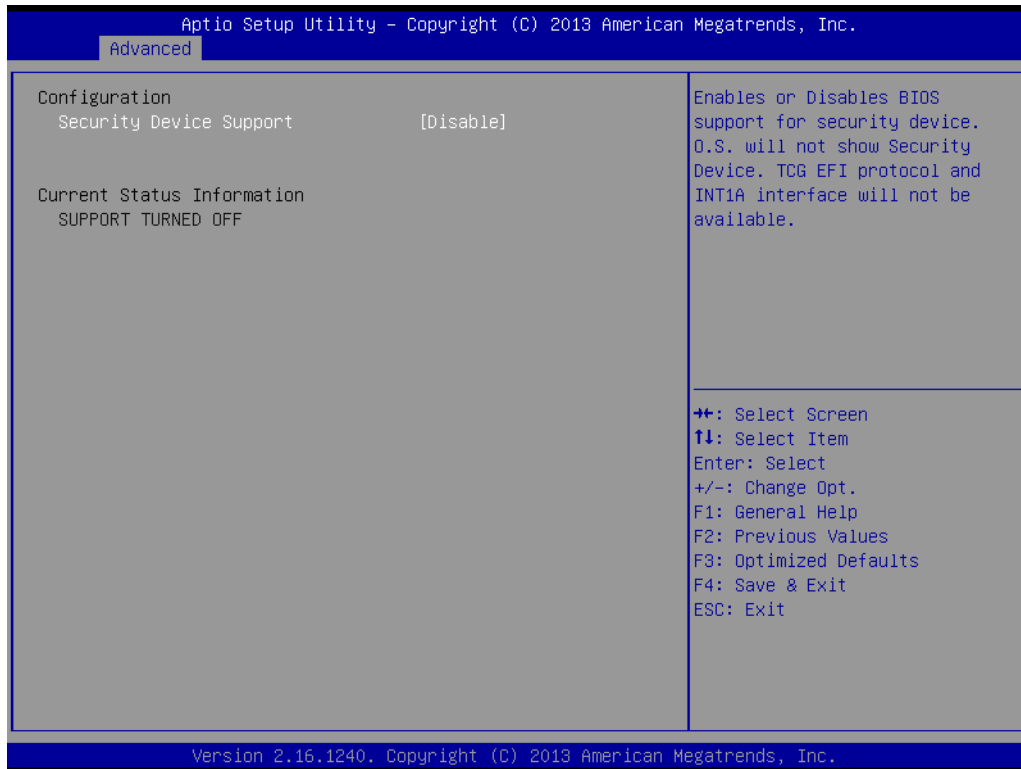 Aptio Setup Utility – Copyright (C) 2013 American Megatrends, Inc.
Advanced
Configuration
Security Device Support [Disable]
Current Status Information
SUPPORT TURNED OFF
Enables or Disables BIOS
support for security device.
O.S. will not show Security
Device. TCG EFI protocol and
INT1A interface will not be
available.
→←: Select Screen
↑↓: Select Item
Enter: Select
+/-: Change Opt.
F1: General Help
F2: Previous Values
F3: Optimized Defaults
F4: Save & Exit
ESC: Exit
Version 2.16.1240. Copyright (C) 2013 American Megatrends, Inc.